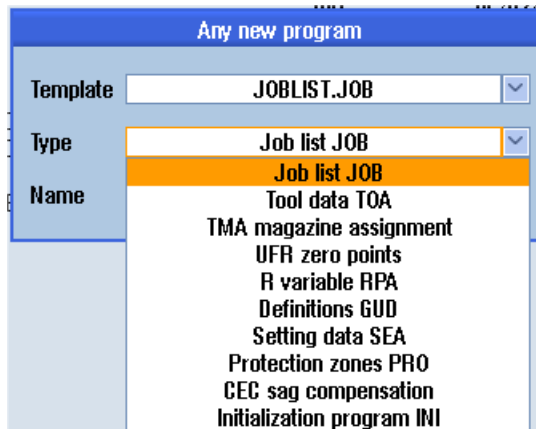 Any new program
Template JOBLIST.JOB
Type Job list JOB
Job list JOB
Name Tool data TOA
TMA magazine assignment
UFR zero points
R variable RPA
Definitions GUD
Setting data SEA
Protection zones PRO
CEC sag compensation
Initialization program INI